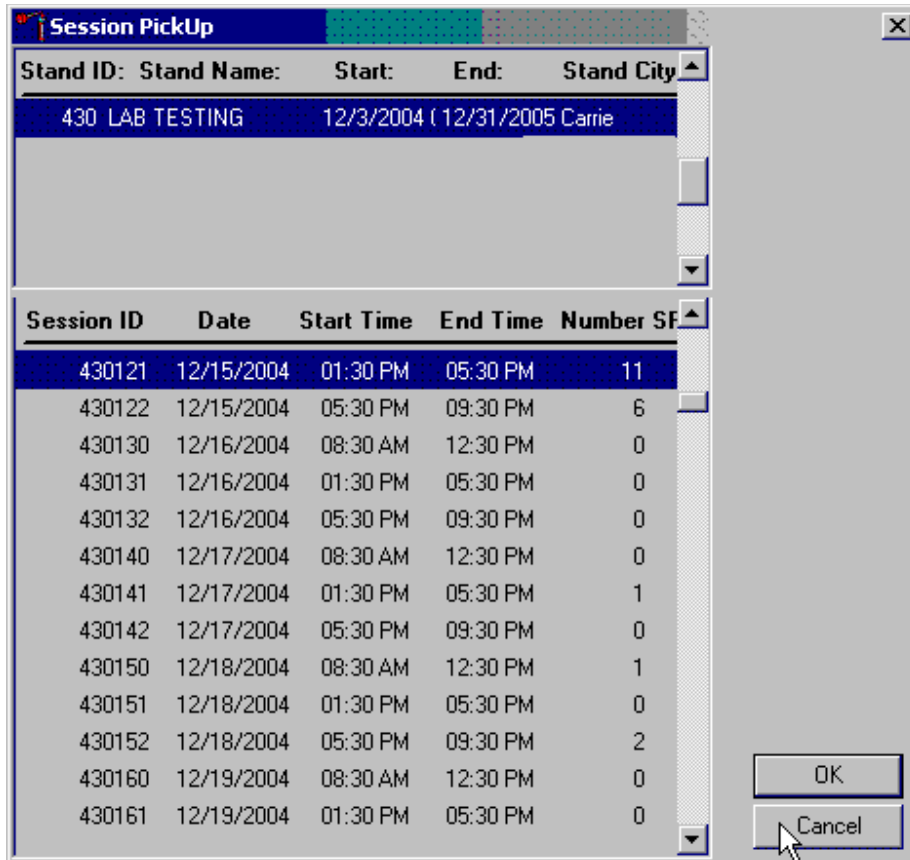 Session PickUp
Stand ID: Stand Name: Start: End: Stand City
430 LAB TESTING 12/3/2004 ( 12/31/2005 Carrie
Session ID Date Start Time End Time Number SP
430121 12/15/2004 01:30 PM 05:30 PM 11
430122 12/15/2004 05:30 PM 09:30 PM 6
430130 12/16/2004 08:30 AM 12:30 PM 0
430131 12/16/2004 01:30 PM 05:30 PM 0
430132 12/16/2004 05:30 PM 09:30 PM 0
430140 12/17/2004 08:30 AM 12:30 PM 0
430141 12/17/2004 01:30 PM 05:30 PM 1
430142 12/17/2004 05:30 PM 09:30 PM 0
430150 12/18/2004 08:30 AM 12:30 PM 1
430151 12/18/2004 01:30 PM 05:30 PM 0
430152 12/18/2004 05:30 PM 09:30 PM 2
430160 12/19/2004 08:30 AM 12:30 PM 0
430161 12/19/2004 01:30 PM 05:30 PM 0
OK
Cancel